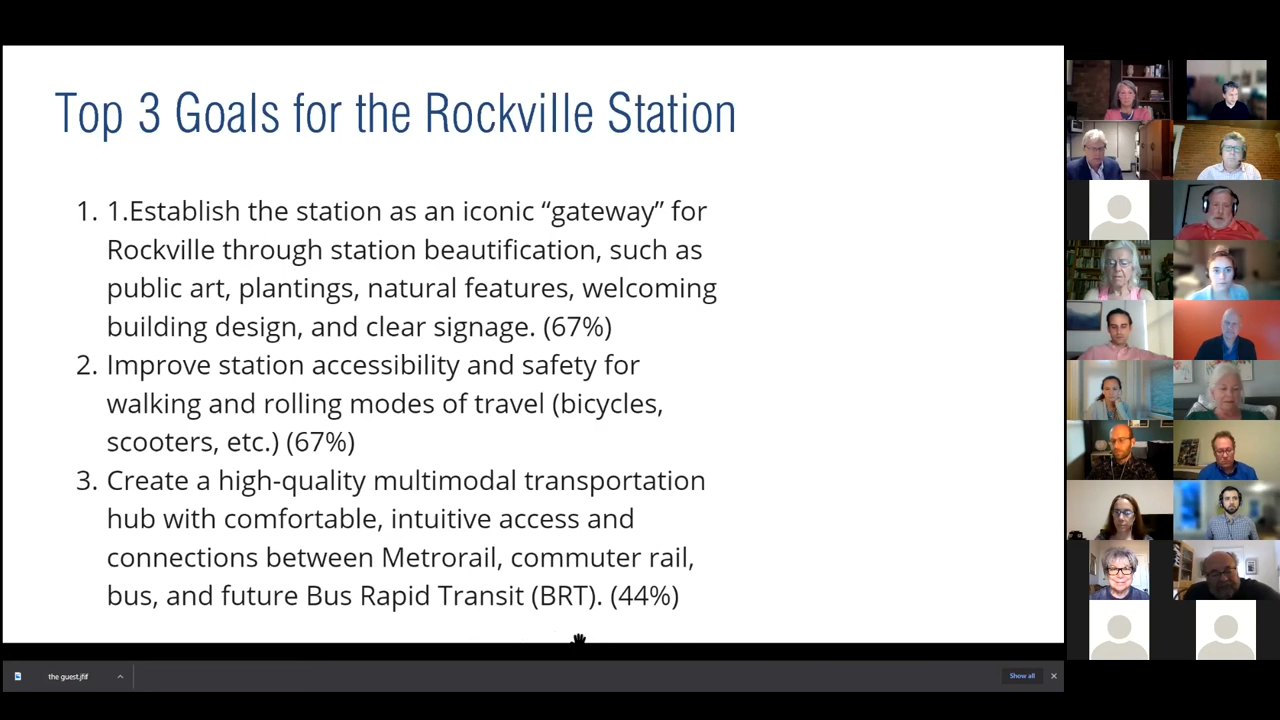 Top 3 Goals for the Rockville Station
1. 1.Establish the station as an iconic “gateway” for
Rockville through station beautification, such as
public art, plantings, natural features, welcoming
building design, and clear signage. (67%)
2. Improve station accessibility and safety for
walking and rolling modes of travel (bicycles,
scooters, etc.) (67%)
3. Create a high-quality multimodal transportation
hub with comfortable, intuitive access and
connections between Metrorail, commuter rail,
bus, and future Bus Rapid Transit (BRT). (44%)
the guest.jfif
Show all